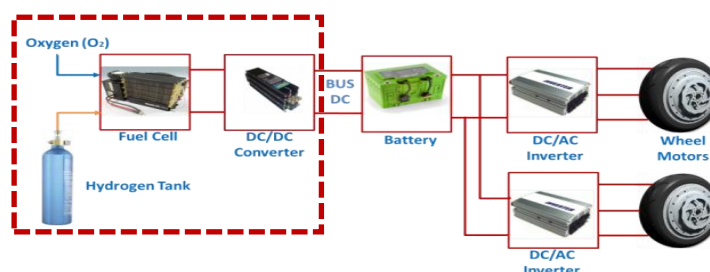 Oxygen (O₂)
Fuel Cell
DC/DC
Converter
BUS
DC
Battery
DC/AC
Inverter
Wheel
Motors
Hydrogen Tank
DC/AC
Inverter